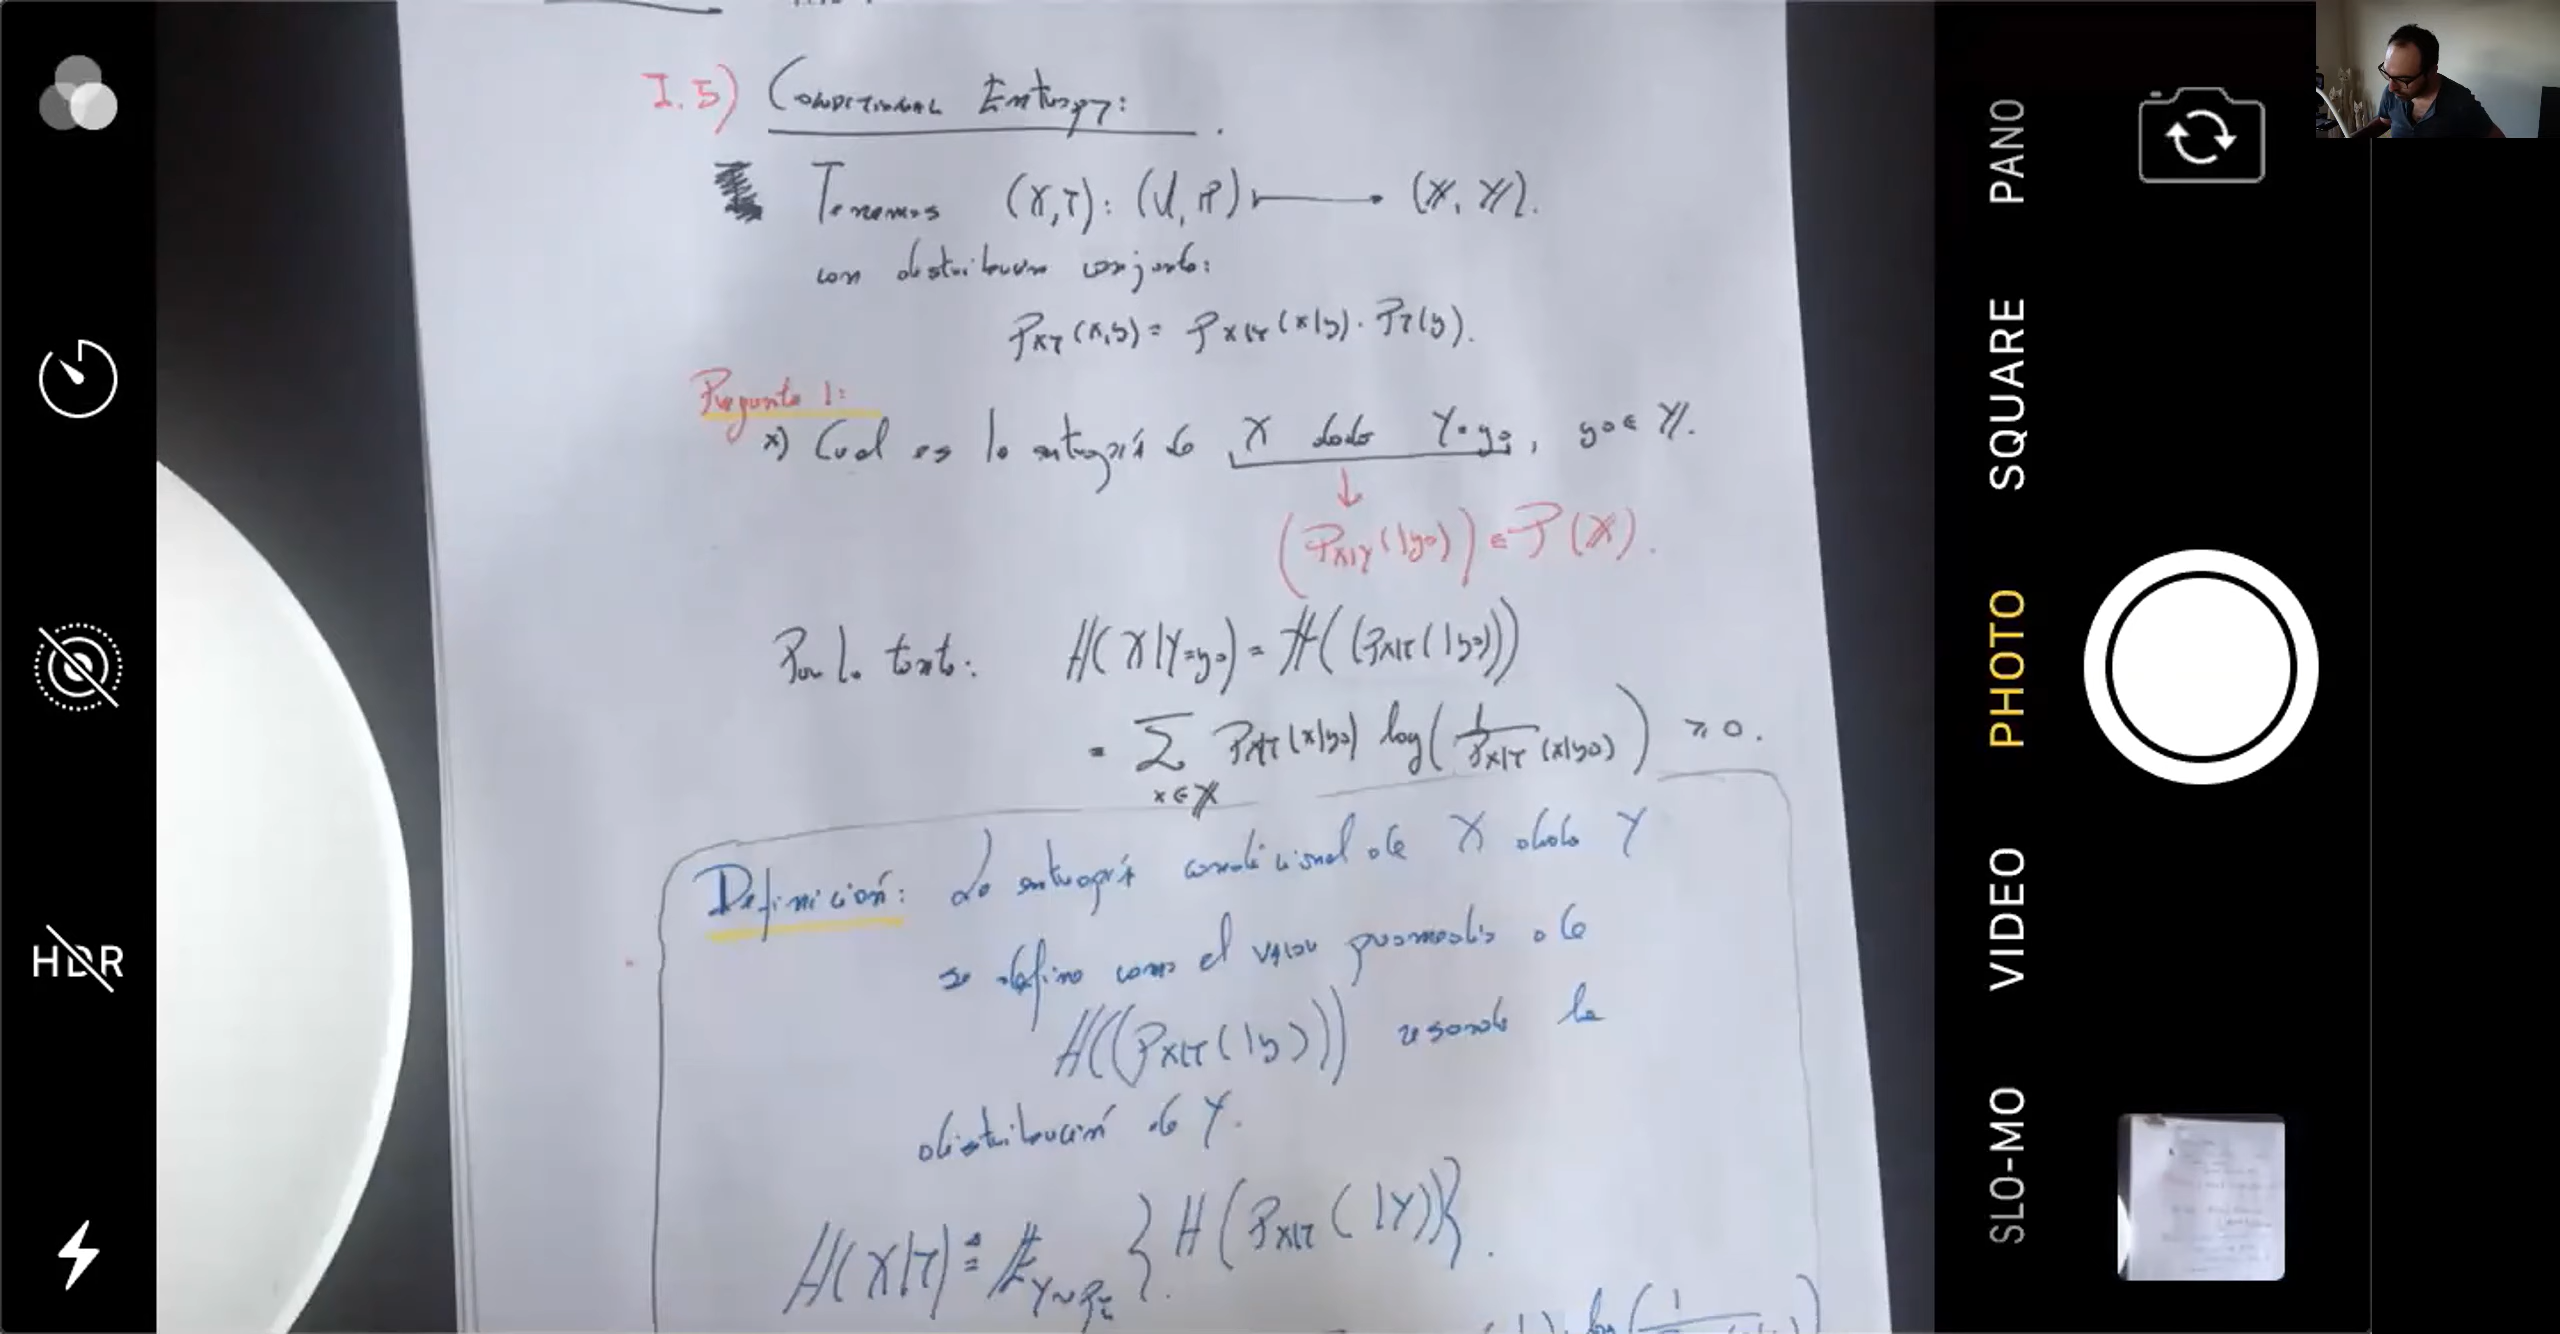 I.5) Conditional Entropy:
Tenemos (X,Y): (U, P) ⟼ (𝕏, 𝕐).
con distribucion conjunta:
P_XY(x,y) = P_X|Y(x|y) · P_Y(y).
Pregunta 1:
x) Cual es la entropía de X dado Y=y₀, y₀ ∈ 𝕐.
↓
(P_X|Y( |y₀)) ∈ P(𝕏).
Por lo tanto: H(X|Y=y₀) = H((P_X|Y( |y₀)))
= ∑ P_X|Y(x|y₀) log(1/P_X|Y(x|y₀)) ≥ 0.
x ∈ 𝕏
Definición: La entropía condicional de X dado Y
se define como el valor promedio de
H((P_X|Y( |y))) usando la
distribución de Y.
H(X|Y) ≜ 𝔼_Y∼P_Y { H(P_X|Y( |Y)) }.
PANO
SQUARE
PHOTO
VIDEO
SLO-MO
HDR